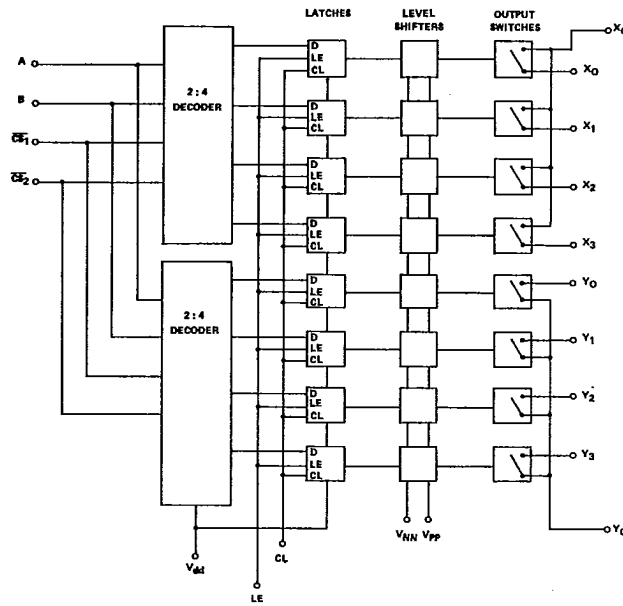 LATCHES
LEVEL SHIFTERS
OUTPUT SWITCHES
A
B
CS1
CS2
2:4 DECODER
2:4 DECODER
D
LE
CL
D
LE
CL
D
LE
CL
D
LE
CL
D
LE
CL
D
LE
CL
D
LE
CL
D
LE
CL
X0
X1
X2
X3
Y0
Y1
Y2
Y3
VNN
VPP
Vdd
CL
LE